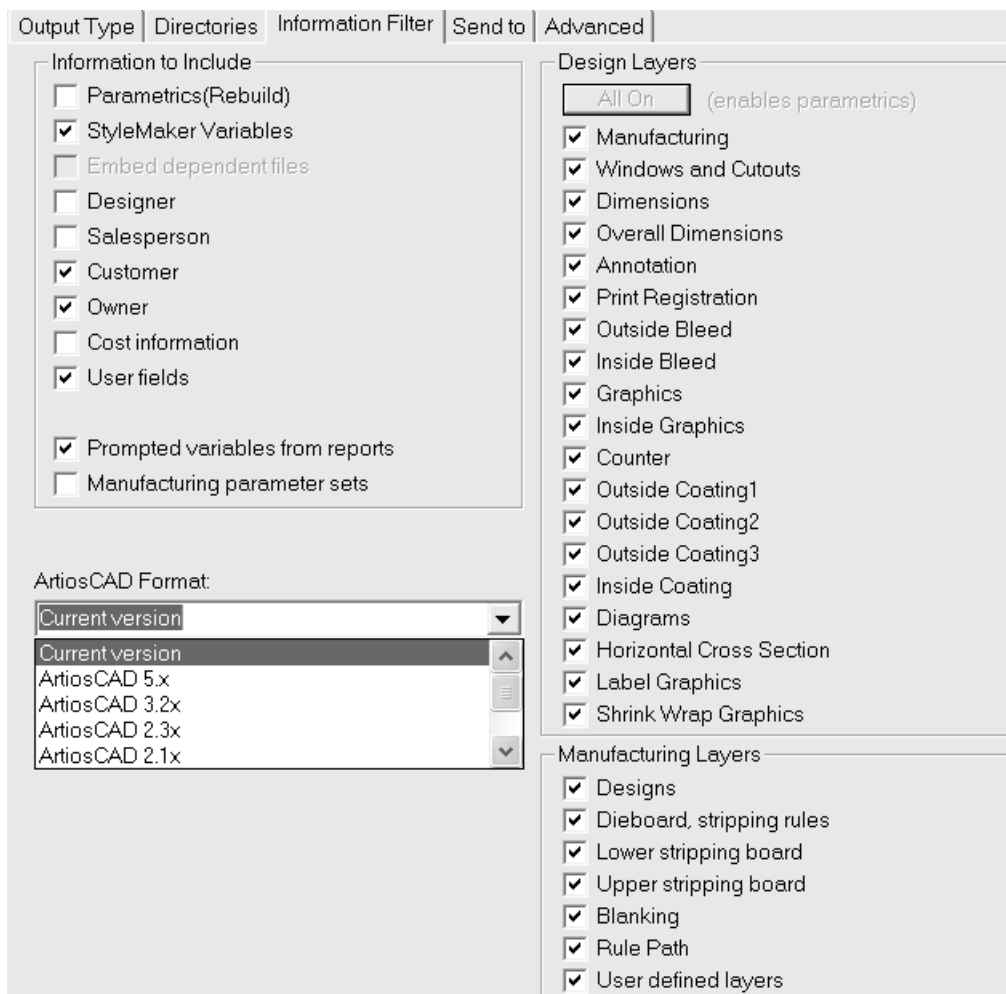 Output Type Directories Information Filter Send to Advanced
Information to Include
Parametrics(Rebuild)
StyleMaker Variables
Embed dependent files
Designer
Salesperson
Customer
Owner
Cost information
User fields
Prompted variables from reports
Manufacturing parameter sets
ArtiosCAD Format:
Current version
Current version
ArtiosCAD 5.x
ArtiosCAD 3.2x
ArtiosCAD 2.3x
ArtiosCAD 2.1x
Design Layers
All On (enables parametrics)
Manufacturing
Windows and Cutouts
Dimensions
Overall Dimensions
Annotation
Print Registration
Outside Bleed
Inside Bleed
Graphics
Inside Graphics
Counter
Outside Coating1
Outside Coating2
Outside Coating3
Inside Coating
Diagrams
Horizontal Cross Section
Label Graphics
Shrink Wrap Graphics
Manufacturing Layers
Designs
Dieboard, stripping rules
Lower stripping board
Upper stripping board
Blanking
Rule Path
User defined layers